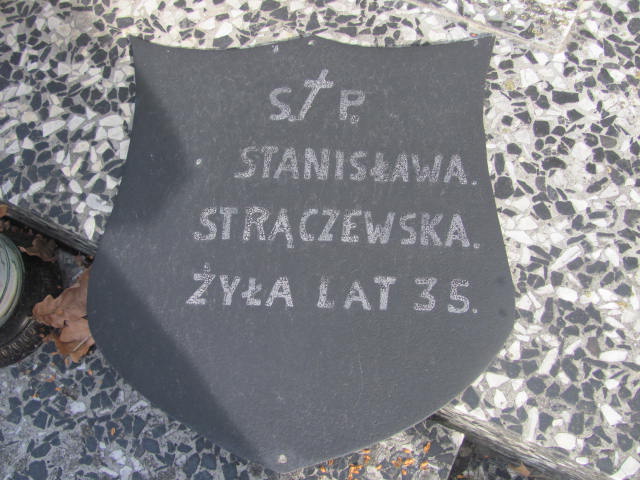 S.†P.
STANISŁAWA.
STRĄCZEWSKA.
ŻYŁA LAT 35.